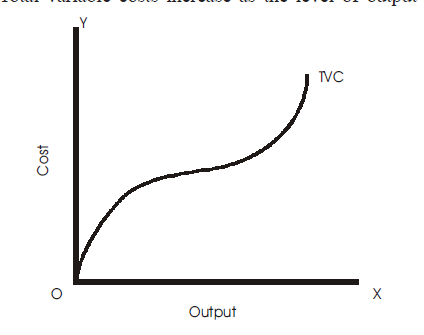 Total variable costs increase as the level of output
Y
TVC
Cost
O
X
Output